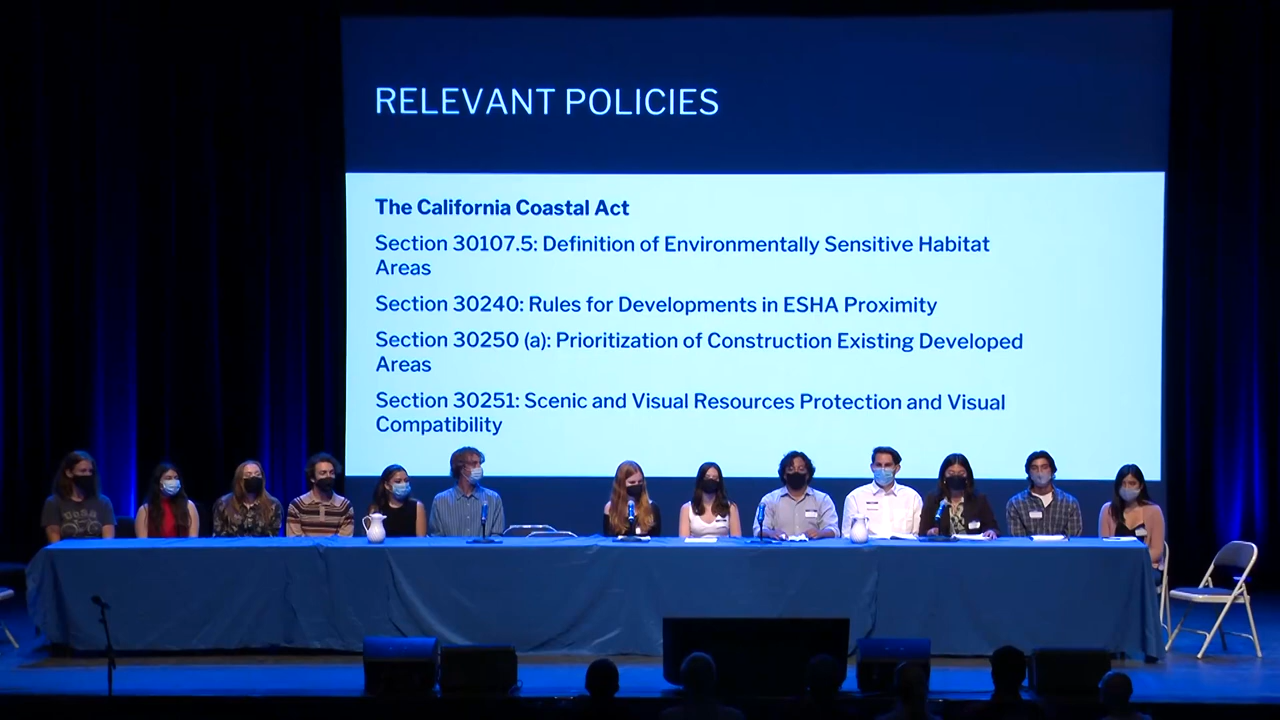 RELEVANT POLICIES
The California Coastal Act
Section 30107.5: Definition of Environmentally Sensitive Habitat
Areas
Section 30240: Rules for Developments in ESHA Proximity
Section 30250 (a): Prioritization of Construction Existing Developed
Areas
Section 30251: Scenic and Visual Resources Protection and Visual
Compatibility